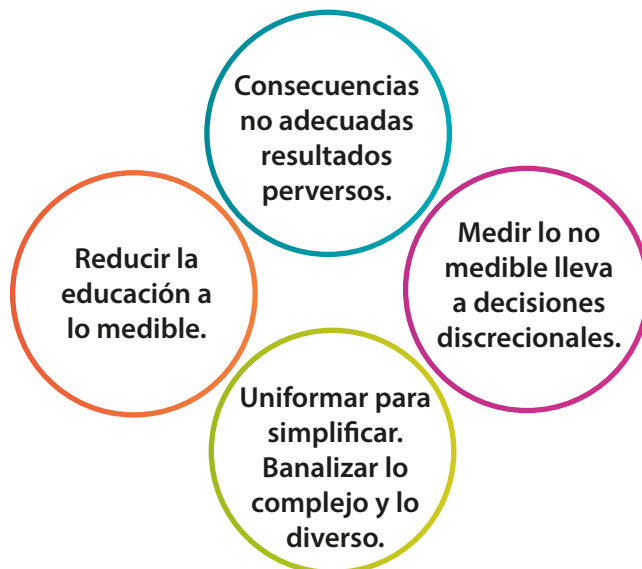 Consecuencias
no adecuadas
resultados
perversos.
Reducir la
educación a
lo medible.
Medir lo no
medible lleva
a decisiones
discrecionales.
Uniformar para
simplificar.
Banalizar lo
complejo y lo
diverso.